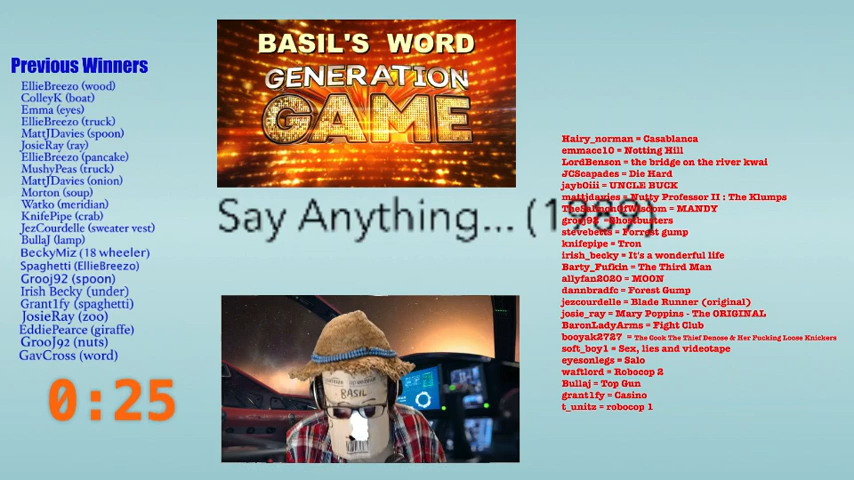 Previous Winners
EllieBreezo (wood)
ColleyK (boat)
Emma (eyes)
EllieBreezo (truck)
MattJDavies (spoon)
JosieRay (ray)
EllieBreezo (pancake)
MushyPeas (truck)
MattJDavies (onion)
Morton (soup)
Watko (meridian)
KnifePipe (crab)
JezCourdelle (sweater vest)
BullaJ (lamp)
BeckyMiz (18 wheeler)
Spaghetti (EllieBreezo)
Grooj92 (spoon)
Irish Becky (under)
Grant1fy (spaghetti)
JosieRay (zoo)
EddiePearce (giraffe)
GrooJ92 (nuts)
GavCross (word)
0:25
BASIL'S WORD
GENERATION
GAME
Say Anything... (1989)
BASIL
Hairy_norman = Casablanca
emmacc10 = Notting Hill
LordBenson = the bridge on the river kwai
JCScapades = Die Hard
jayb0iii = UNCLE BUCK
mattjdavies = Nutty Professor II : The Klumps
TheSalmonOfWisdom = MANDY
grooj92 =Ghostbusters
stevebetts = Forrest gump
knifepipe = Tron
irish_becky = It's a wonderful life
Barty_Fufkin = The Third Man
allyfan2020 = MOON
dannbradfc = Forest Gump
jezcourdelle = Blade Runner (original)
josie_ray = Mary Poppins - The ORIGINAL
BaronLadyArms = Fight Club
booyak2727 = The Cook The Thief Denose & Her Fucking Loose Knickers
soft_boy1 = Sex, lies and videotape
eyesonlegs = Salo
waftlord = Robocop 2
Bullaj = Top Gun
grant1fy = Casino
t_unitz = robocop 1